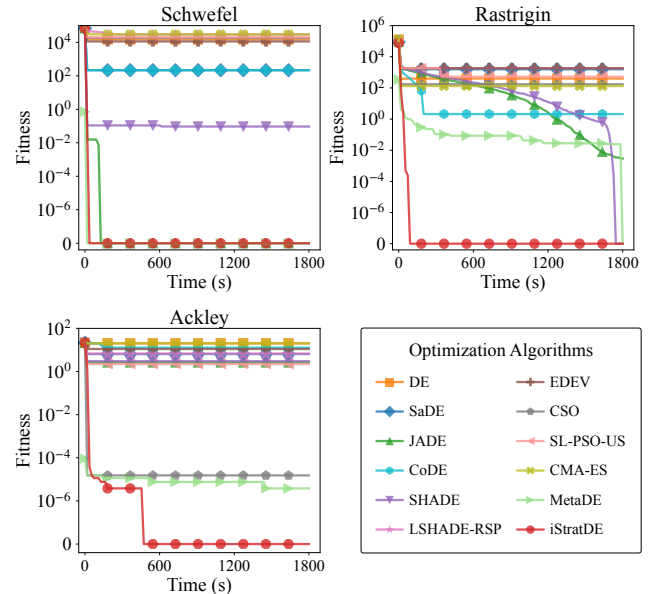 Schwefel
Rastrigin
Fitness
10^4
10^2
10^0
10^-2
10^-4
10^-6
0
0 600 1200 1800
Time (s)
Fitness
10^6
10^4
10^2
10^0
10^-2
10^-4
10^-6
0
0 600 1200 1800
Time (s)
Ackley
Fitness
10^2
10^0
10^-2
10^-4
10^-6
0
0 600 1200 1800
Time (s)
Optimization Algorithms
DE EDEV
SaDE CSO
JADE SL-PSO-US
CoDE CMA-ES
SHADE MetaDE
LSHADE-RSP iStratDE